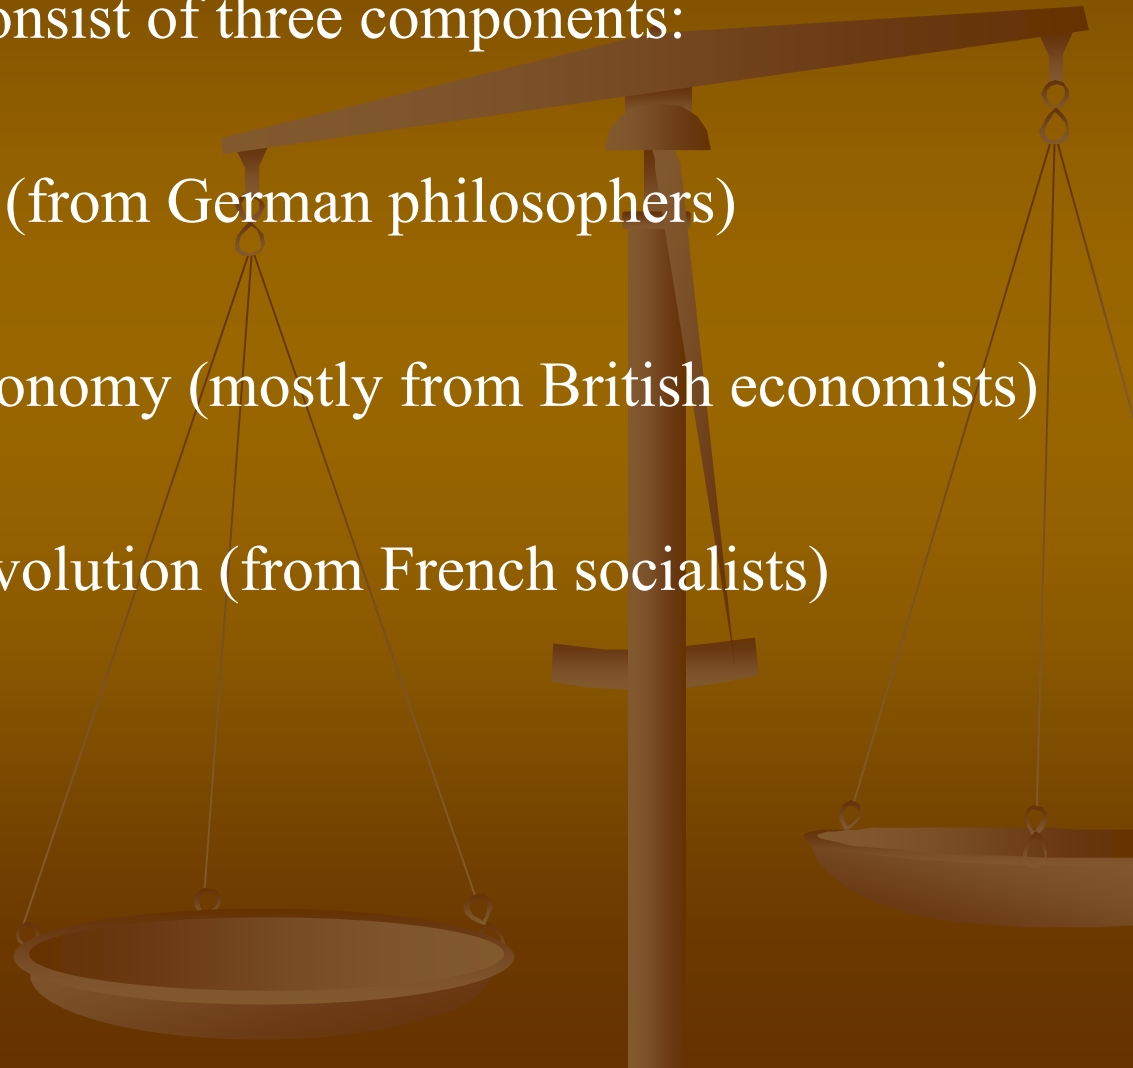 onsist of three components:
(from German philosophers)
onomy (mostly from British economists)
volution (from French socialists)